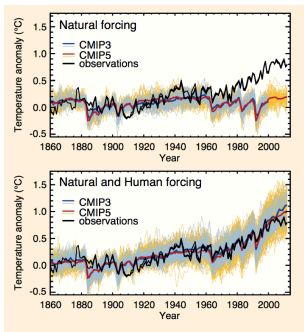 Natural forcing
CMIP3
CMIP5
observations
Temperature anomaly (°C)
1.5
1.0
0.5
0.0
-0.5
1860 1880 1900 1920 1940 1960 1980 2000
Year
Natural and Human forcing
CMIP3
CMIP5
observations
Temperature anomaly (°C)
1.5
1.0
0.5
0.0
-0.5
1860 1880 1900 1920 1940 1960 1980 2000
Year